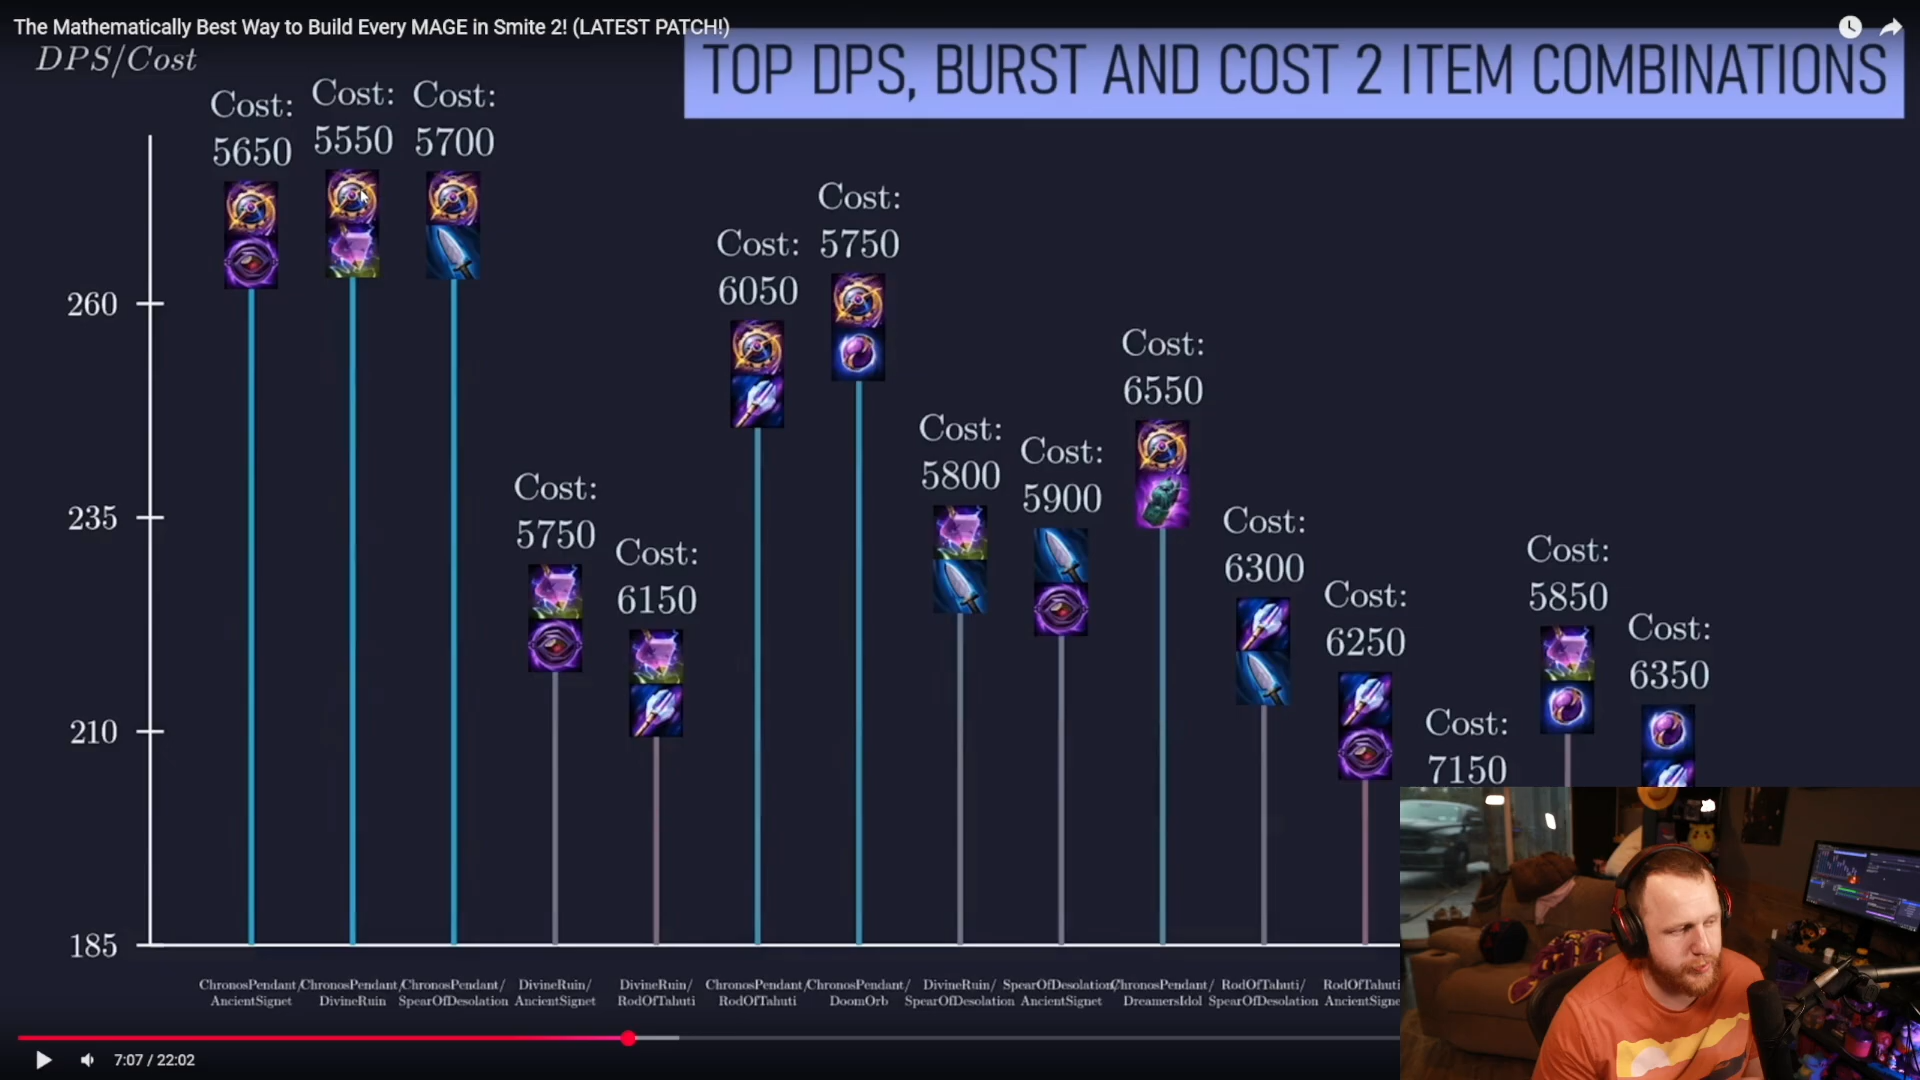 The Mathematically Best Way to Build Every MAGE in Smite 2! (LATEST PATCH!)
DPS/Cost
TOP DPS, BURST AND COST 2 ITEM COMBINATIONS
Cost:
5650
Cost:
5550
Cost:
5700
Cost:
5750
Cost:
6150
Cost:
6050
Cost:
5750
Cost:
5800
Cost:
5900
Cost:
6550
Cost:
6300
Cost:
6250
Cost:
7150
Cost:
5850
Cost:
6350
260
235
210
185
ChronosPendant/
AncientSignet
ChronosPendant/
DivineRuin
ChronosPendant/
SpearOfDesolation
DivineRuin/
AncientSignet
DivineRuin/
RodOfTahuti
ChronosPendant/
RodOfTahuti
ChronosPendant/
DoomOrb
DivineRuin/
SpearOfDesolation
SpearOfDesolation/
AncientSignet
ChronosPendant/
DreamersIdol
RodOfTahuti/
SpearOfDesolation
RodOfTahuti
AncientSigne
7:07 / 22:02